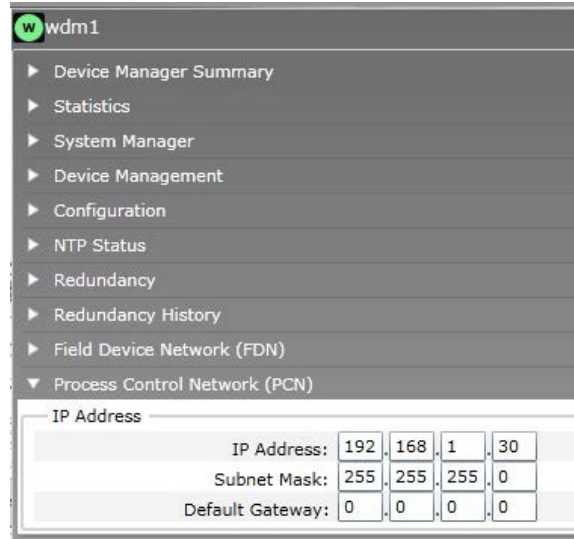 w wdm1
Device Manager Summary
Statistics
System Manager
Device Management
Configuration
NTP Status
Redundancy
Redundancy History
Field Device Network (FDN)
Process Control Network (PCN)
IP Address
IP Address: 192 . 168 . 1 . 30
Subnet Mask: 255 . 255 . 255 . 0
Default Gateway: 0 . 0 . 0 . 0